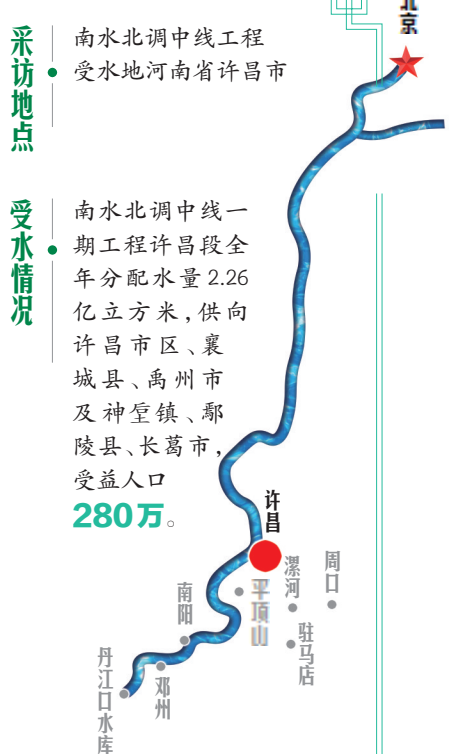 北京
采访地点
南水北调中线工程
受水地河南省许昌市
受水情况
南水北调中线一
期工程许昌段全
年分配水量2.26
亿立方米，供向
许昌市区、襄
城县、禹州市
及神垕镇、鄢
陵县、长葛市，
受益人口
280万。
许昌
漯河
周口
平顶山
南阳
驻马店
邓州
丹江口水库